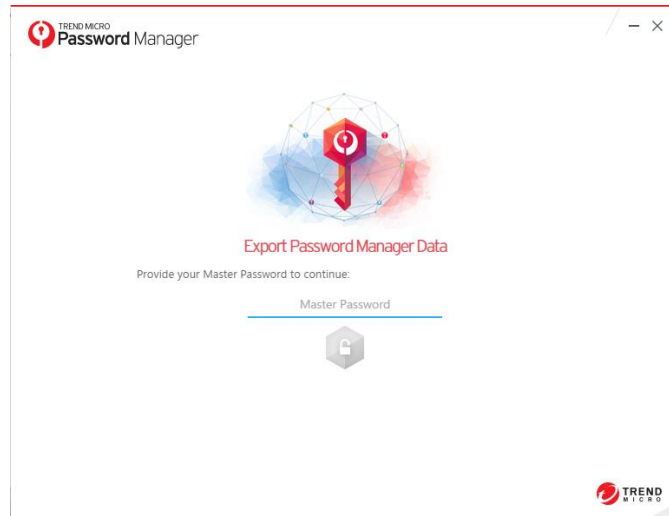 TREND MICRO
Password Manager
Export Password Manager Data
Provide your Master Password to continue:
Master Password
TREND
MICRO